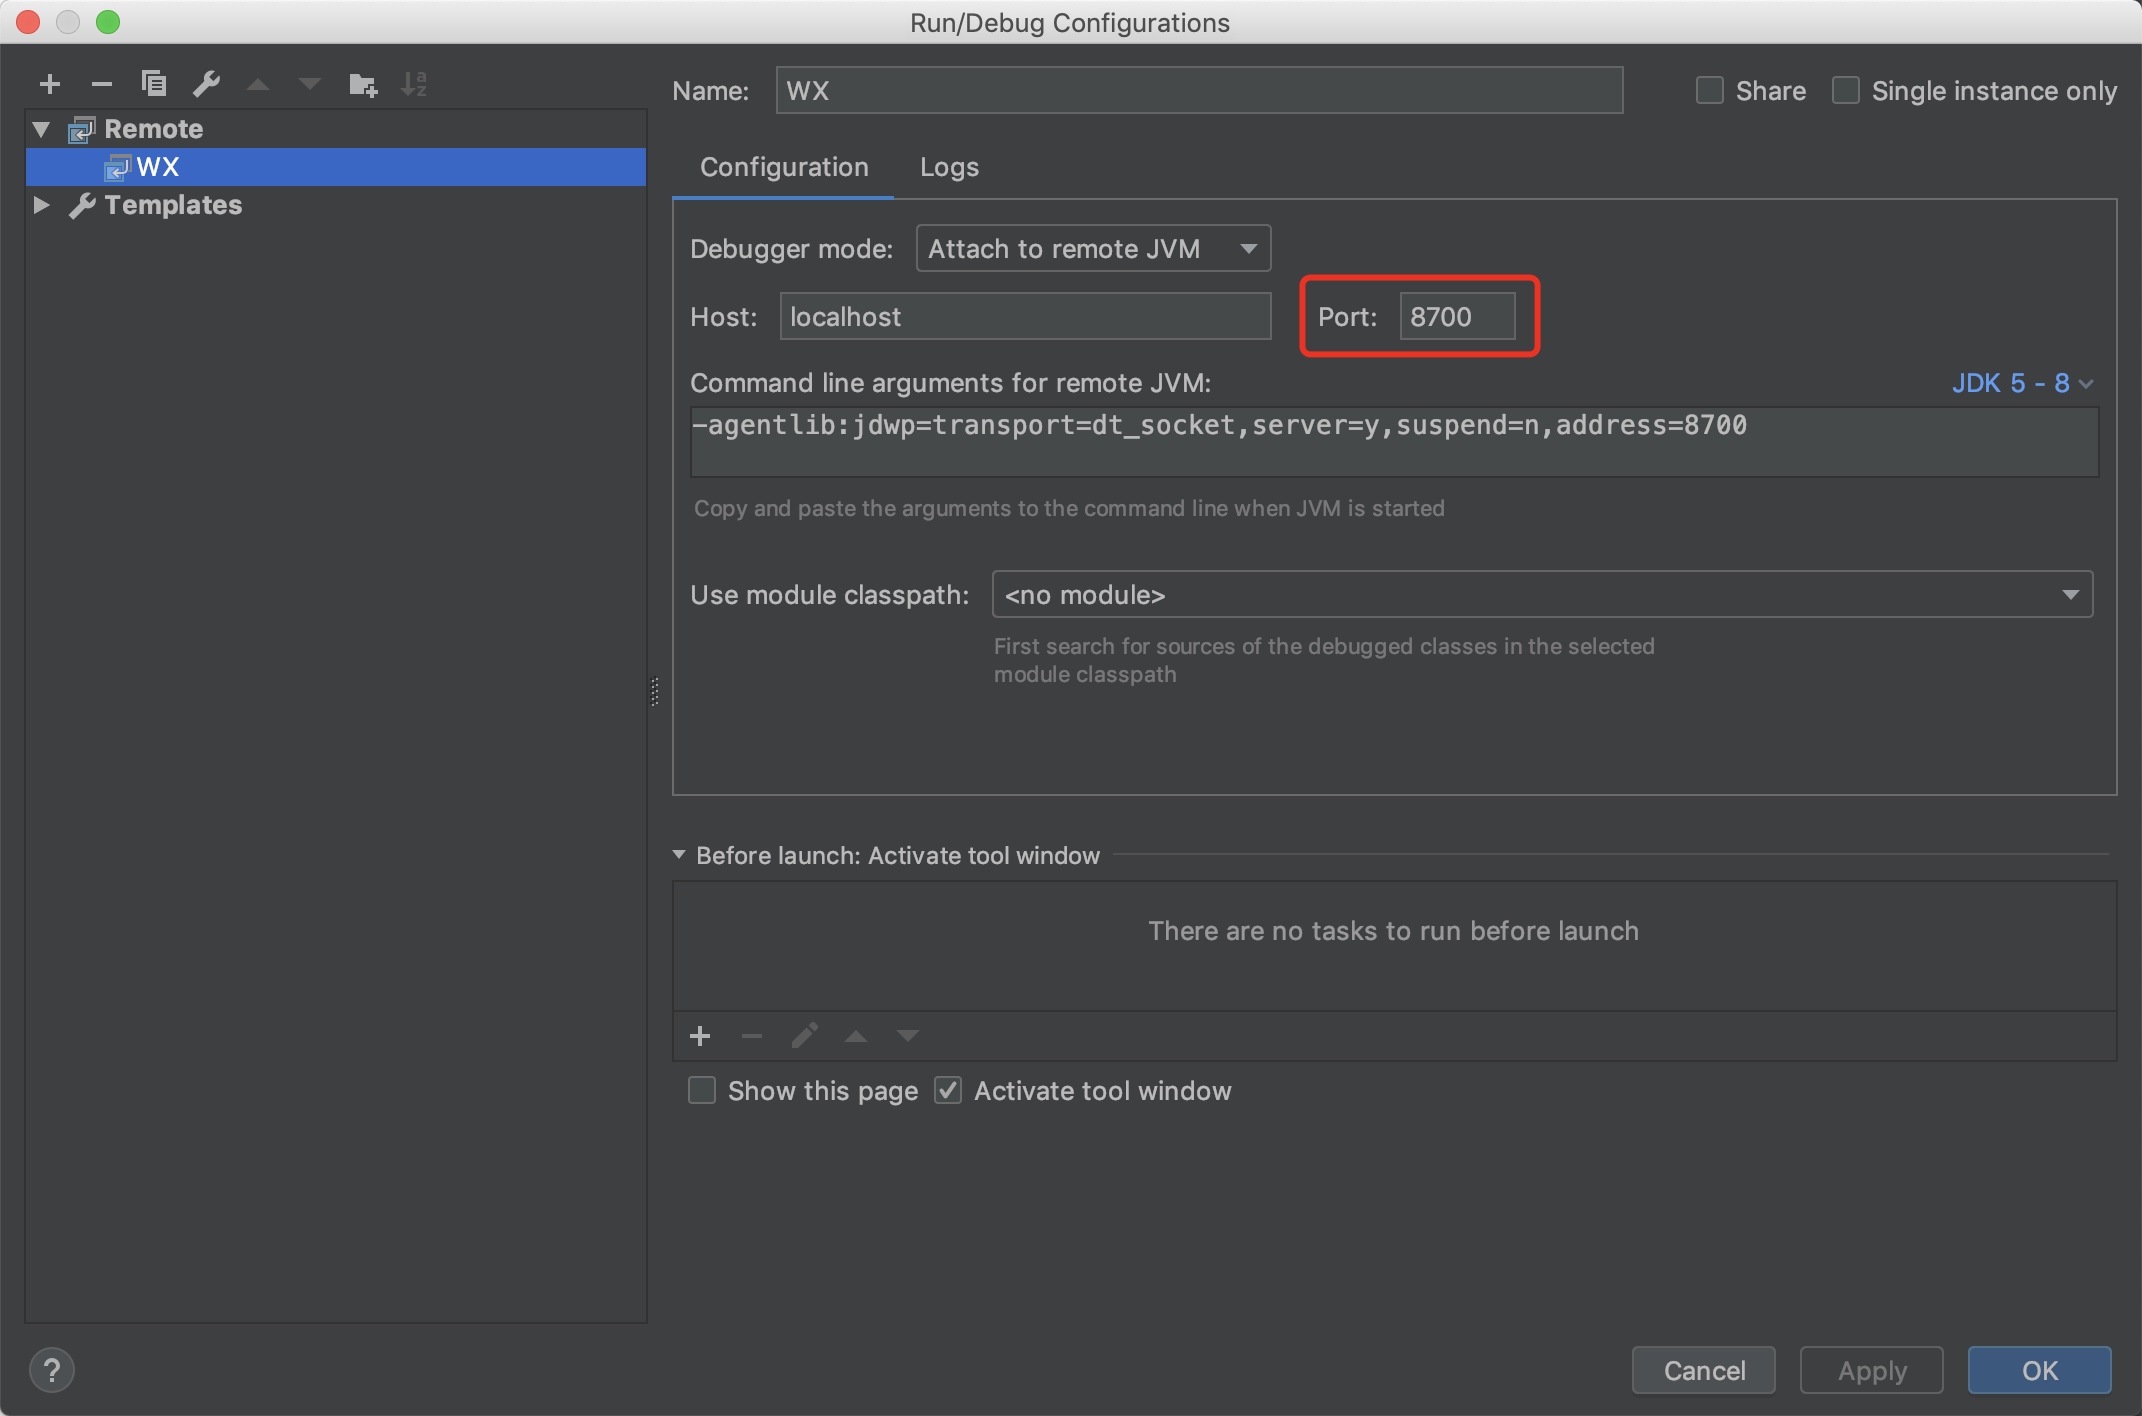 Run/Debug Configurations
Remote
WX
Templates
Name: WX
Share
Single instance only
Configuration
Logs
Debugger mode: Attach to remote JVM
Host: localhost
Port: 8700
Command line arguments for remote JVM:
JDK 5 - 8
-agentlib:jdwp=transport=dt_socket,server=y,suspend=n,address=8700
Copy and paste the arguments to the command line when JVM is started
Use module classpath: <no module>
First search for sources of the debugged classes in the selected
module classpath
Before launch: Activate tool window
There are no tasks to run before launch
Show this page
Activate tool window
?
Cancel
Apply
OK